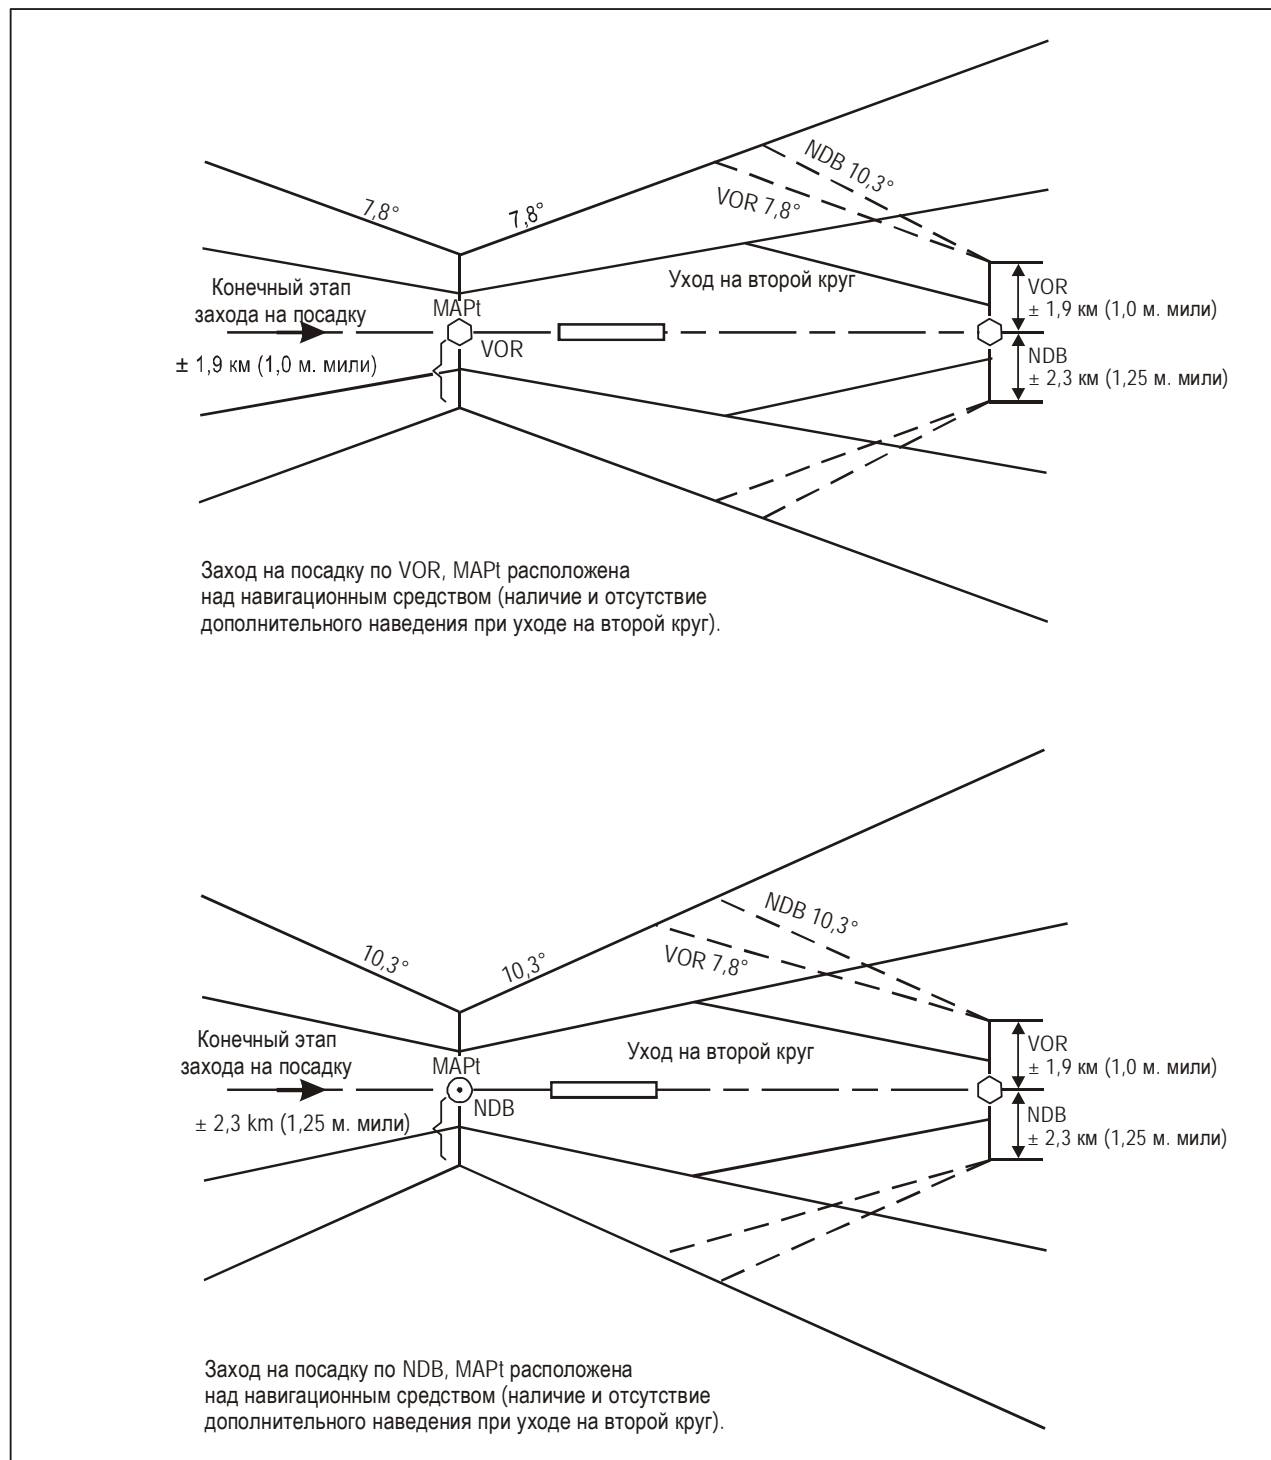 NDB 10,3°
7,8°
7,8°
VOR 7,8°
Конечный этап
захода на посадку
MAPt
Уход на второй круг
VOR
± 1,9 км (1,0 м. мили)
VOR
± 1,9 км (1,0 м. мили)
NDB
± 2,3 км (1,25 м. мили)
Заход на посадку по VOR, MAPt расположена
над навигационным средством (наличие и отсутствие
дополнительного наведения при уходе на второй круг).
NDB 10,3°
10,3°
10,3°
VOR 7,8°
Конечный этап
захода на посадку
MAPt
Уход на второй круг
VOR
± 1,9 км (1,0 м. мили)
NDB
± 2,3 km (1,25 м. мили)
NDB
± 2,3 км (1,25 м. мили)
Заход на посадку по NDB, MAPt расположена
над навигационным средством (наличие и отсутствие
дополнительного наведения при уходе на второй круг).